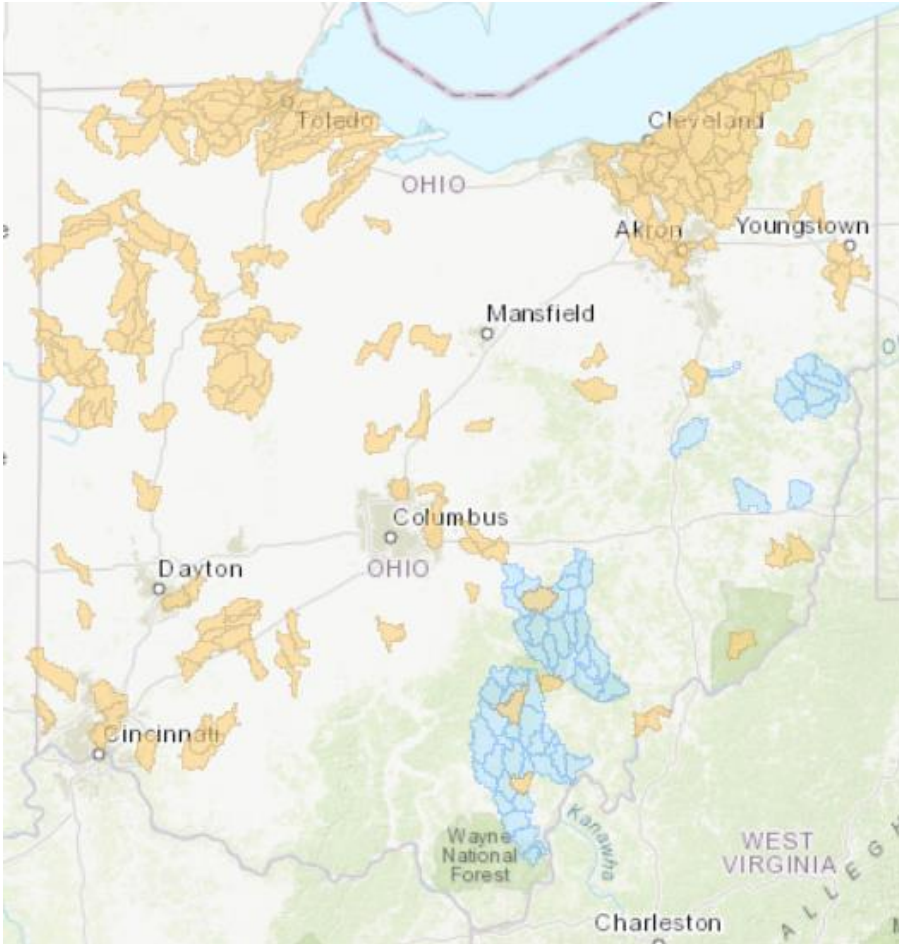 Toledo
Cleveland
OHIO
Akron
Youngstown
Mansfield
Columbus
OHIO
Dayton
Cincinnati
Kanawha
Wayne
National
Forest
WEST
VIRGINIA
Charleston